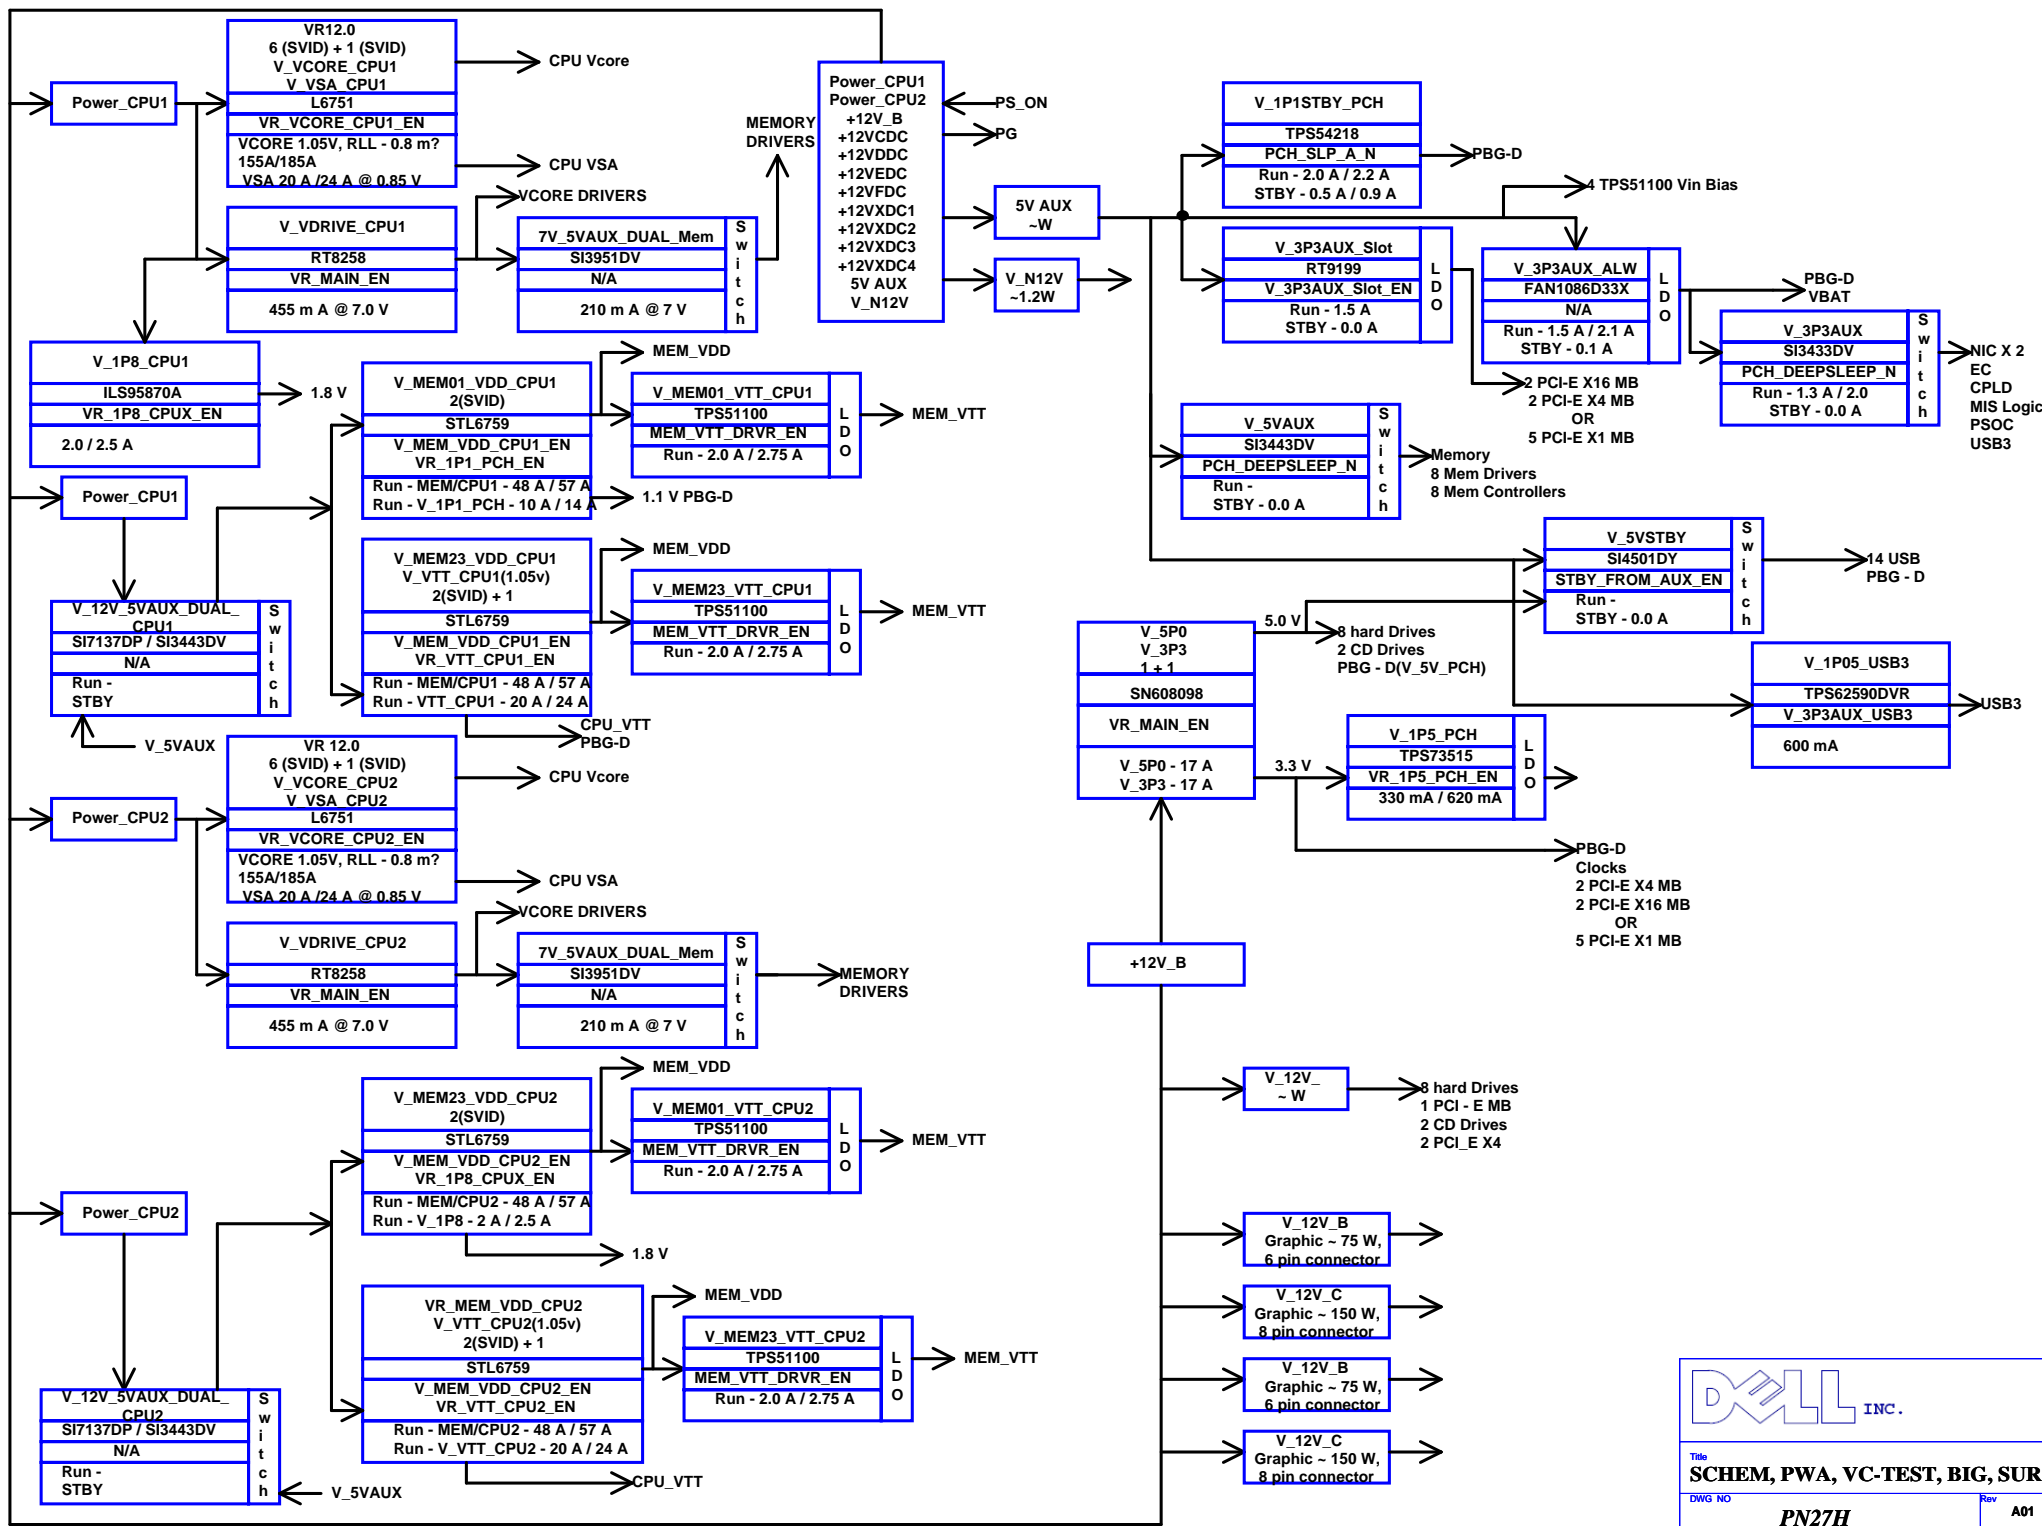 VR12.0
6 (SVID) + 1 (SVID)
V_VCORE_CPU1
V_VSA_CPU1
L6751
VR_VCORE_CPU1_EN
VCORE 1.05V, RLL - 0.8 m?
155A/185A
VSA 20 A /24 A @ 0.85 V
Power_CPU1
CPU Vcore
CPU VSA
VCORE DRIVERS
V_VDRIVE_CPU1
RT8258
VR_MAIN_EN
455 m A @ 7.0 V
7V_5VAUX_DUAL_Mem
SI3951DV
N/A
210 m A @ 7 V
Switch
MEMORY
DRIVERS
Power_CPU1
Power_CPU2
+12V_B
+12VCDC
+12VDDC
+12VEDC
+12VFDC
+12VXDC1
+12VXDC2
+12VXDC3
+12VXDC4
5V AUX
V_N12V
PS_ON
PG
5V AUX
~W
V_N12V
~1.2W
V_1P1STBY_PCH
TPS54218
PCH_SLP_A_N
Run - 2.0 A / 2.2 A
STBY - 0.5 A / 0.9 A
PBG-D
4 TPS51100 Vin Bias
V_3P3AUX_Slot
RT9199
V_3P3AUX_Slot_EN
Run - 1.5 A
STBY - 0.0 A
LDO
V_3P3AUX_ALW
FAN1086D33X
N/A
Run - 1.5 A / 2.1 A
STBY - 0.1 A
LDO
PBG-D
VBAT
V_3P3AUX
SI3433DV
PCH_DEEPSLEEP_N
Run - 1.3 A / 2.0
STBY - 0.0 A
Switch
NIC X 2
EC
CPLD
MIS Logic
PSOC
USB3
2 PCI-E X16 MB
2 PCI-E X4 MB
OR
5 PCI-E X1 MB
V_5VAUX
SI3443DV
PCH_DEEPSLEEP_N
Run -
STBY - 0.0 A
Switch
Memory
8 Mem Drivers
8 Mem Controllers
V_5VSTBY
SI4501DY
STBY_FROM_AUX_EN
Run -
STBY - 0.0 A
Switch
14 USB
PBG - D
V_1P05_USB3
TPS62590DVR
V_3P3AUX_USB3
600 mA
USB3
V_5P0
V_3P3
1 + 1
SN608098
VR_MAIN_EN
V_5P0 - 17 A
V_3P3 - 17 A
5.0 V
8 hard Drives
2 CD Drives
PBG - D(V_5V_PCH)
3.3 V
V_1P5_PCH
TPS73515
VR_1P5_PCH_EN
330 mA / 620 mA
LDO
PBG-D
Clocks
2 PCI-E X4 MB
2 PCI-E X16 MB
OR
5 PCI-E X1 MB
+12V_B
V_12V_
~ W
8 hard Drives
1 PCI - E MB
2 CD Drives
2 PCI_E X4
V_12V_B
Graphic ~ 75 W,
6 pin connector
V_12V_C
Graphic ~ 150 W,
8 pin connector
V_12V_B
Graphic ~ 75 W,
6 pin connector
V_12V_C
Graphic ~ 150 W,
8 pin connector
V_1P8_CPU1
ILS95870A
VR_1P8_CPUX_EN
2.0 / 2.5 A
1.8 V
Power_CPU1
V_12V_5VAUX_DUAL_
CPU1
SI7137DP / SI3443DV
N/A
Run -
STBY
Switch
V_5VAUX
V_MEM01_VDD_CPU1
2(SVID)
STL6759
V_MEM_VDD_CPU1_EN
VR_1P1_PCH_EN
Run - MEM/CPU1 - 48 A / 57 A
Run - V_1P1_PCH - 10 A / 14 A
MEM_VDD
1.1 V PBG-D
V_MEM01_VTT_CPU1
TPS51100
MEM_VTT_DRVR_EN
Run - 2.0 A / 2.75 A
LDO
MEM_VTT
V_MEM23_VDD_CPU1
V_VTT_CPU1(1.05v)
2(SVID) + 1
STL6759
V_MEM_VDD_CPU1_EN
VR_VTT_CPU1_EN
Run - MEM/CPU1 - 48 A / 57 A
Run - VTT_CPU1 - 20 A / 24 A
MEM_VDD
V_MEM23_VTT_CPU1
TPS51100
MEM_VTT_DRVR_EN
Run - 2.0 A / 2.75 A
LDO
MEM_VTT
CPU_VTT
PBG-D
VR 12.0
6 (SVID) + 1 (SVID)
V_VCORE_CPU2
V_VSA_CPU2
L6751
VR_VCORE_CPU2_EN
VCORE 1.05V, RLL - 0.8 m?
155A/185A
VSA 20 A /24 A @ 0.85 V
Power_CPU2
CPU Vcore
CPU VSA
VCORE DRIVERS
V_VDRIVE_CPU2
RT8258
VR_MAIN_EN
455 m A @ 7.0 V
7V_5VAUX_DUAL_Mem
SI3951DV
N/A
210 m A @ 7 V
Switch
MEMORY
DRIVERS
V_MEM23_VDD_CPU2
2(SVID)
STL6759
V_MEM_VDD_CPU2_EN
VR_1P8_CPUX_EN
Run - MEM/CPU2 - 48 A / 57 A
Run - V_1P8 - 2 A / 2.5 A
MEM_VDD
1.8 V
V_MEM01_VTT_CPU2
TPS51100
MEM_VTT_DRVR_EN
Run - 2.0 A / 2.75 A
LDO
MEM_VTT
Power_CPU2
V_12V_5VAUX_DUAL_
CPU2
SI7137DP / SI3443DV
N/A
Run -
STBY
Switch
V_5VAUX
VR_MEM_VDD_CPU2
V_VTT_CPU2(1.05v)
2(SVID) + 1
STL6759
V_MEM_VDD_CPU2_EN
VR_VTT_CPU2_EN
Run - MEM/CPU2 - 48 A / 57 A
Run - V_VTT_CPU2 - 20 A / 24 A
MEM_VDD
V_MEM23_VTT_CPU2
TPS51100
MEM_VTT_DRVR_EN
Run - 2.0 A / 2.75 A
LDO
MEM_VTT
CPU_VTT
DELL INC.
Title
SCHEM, PWA, VC-TEST, BIG, SUR
DWG NO
PN27H
Rev
A01